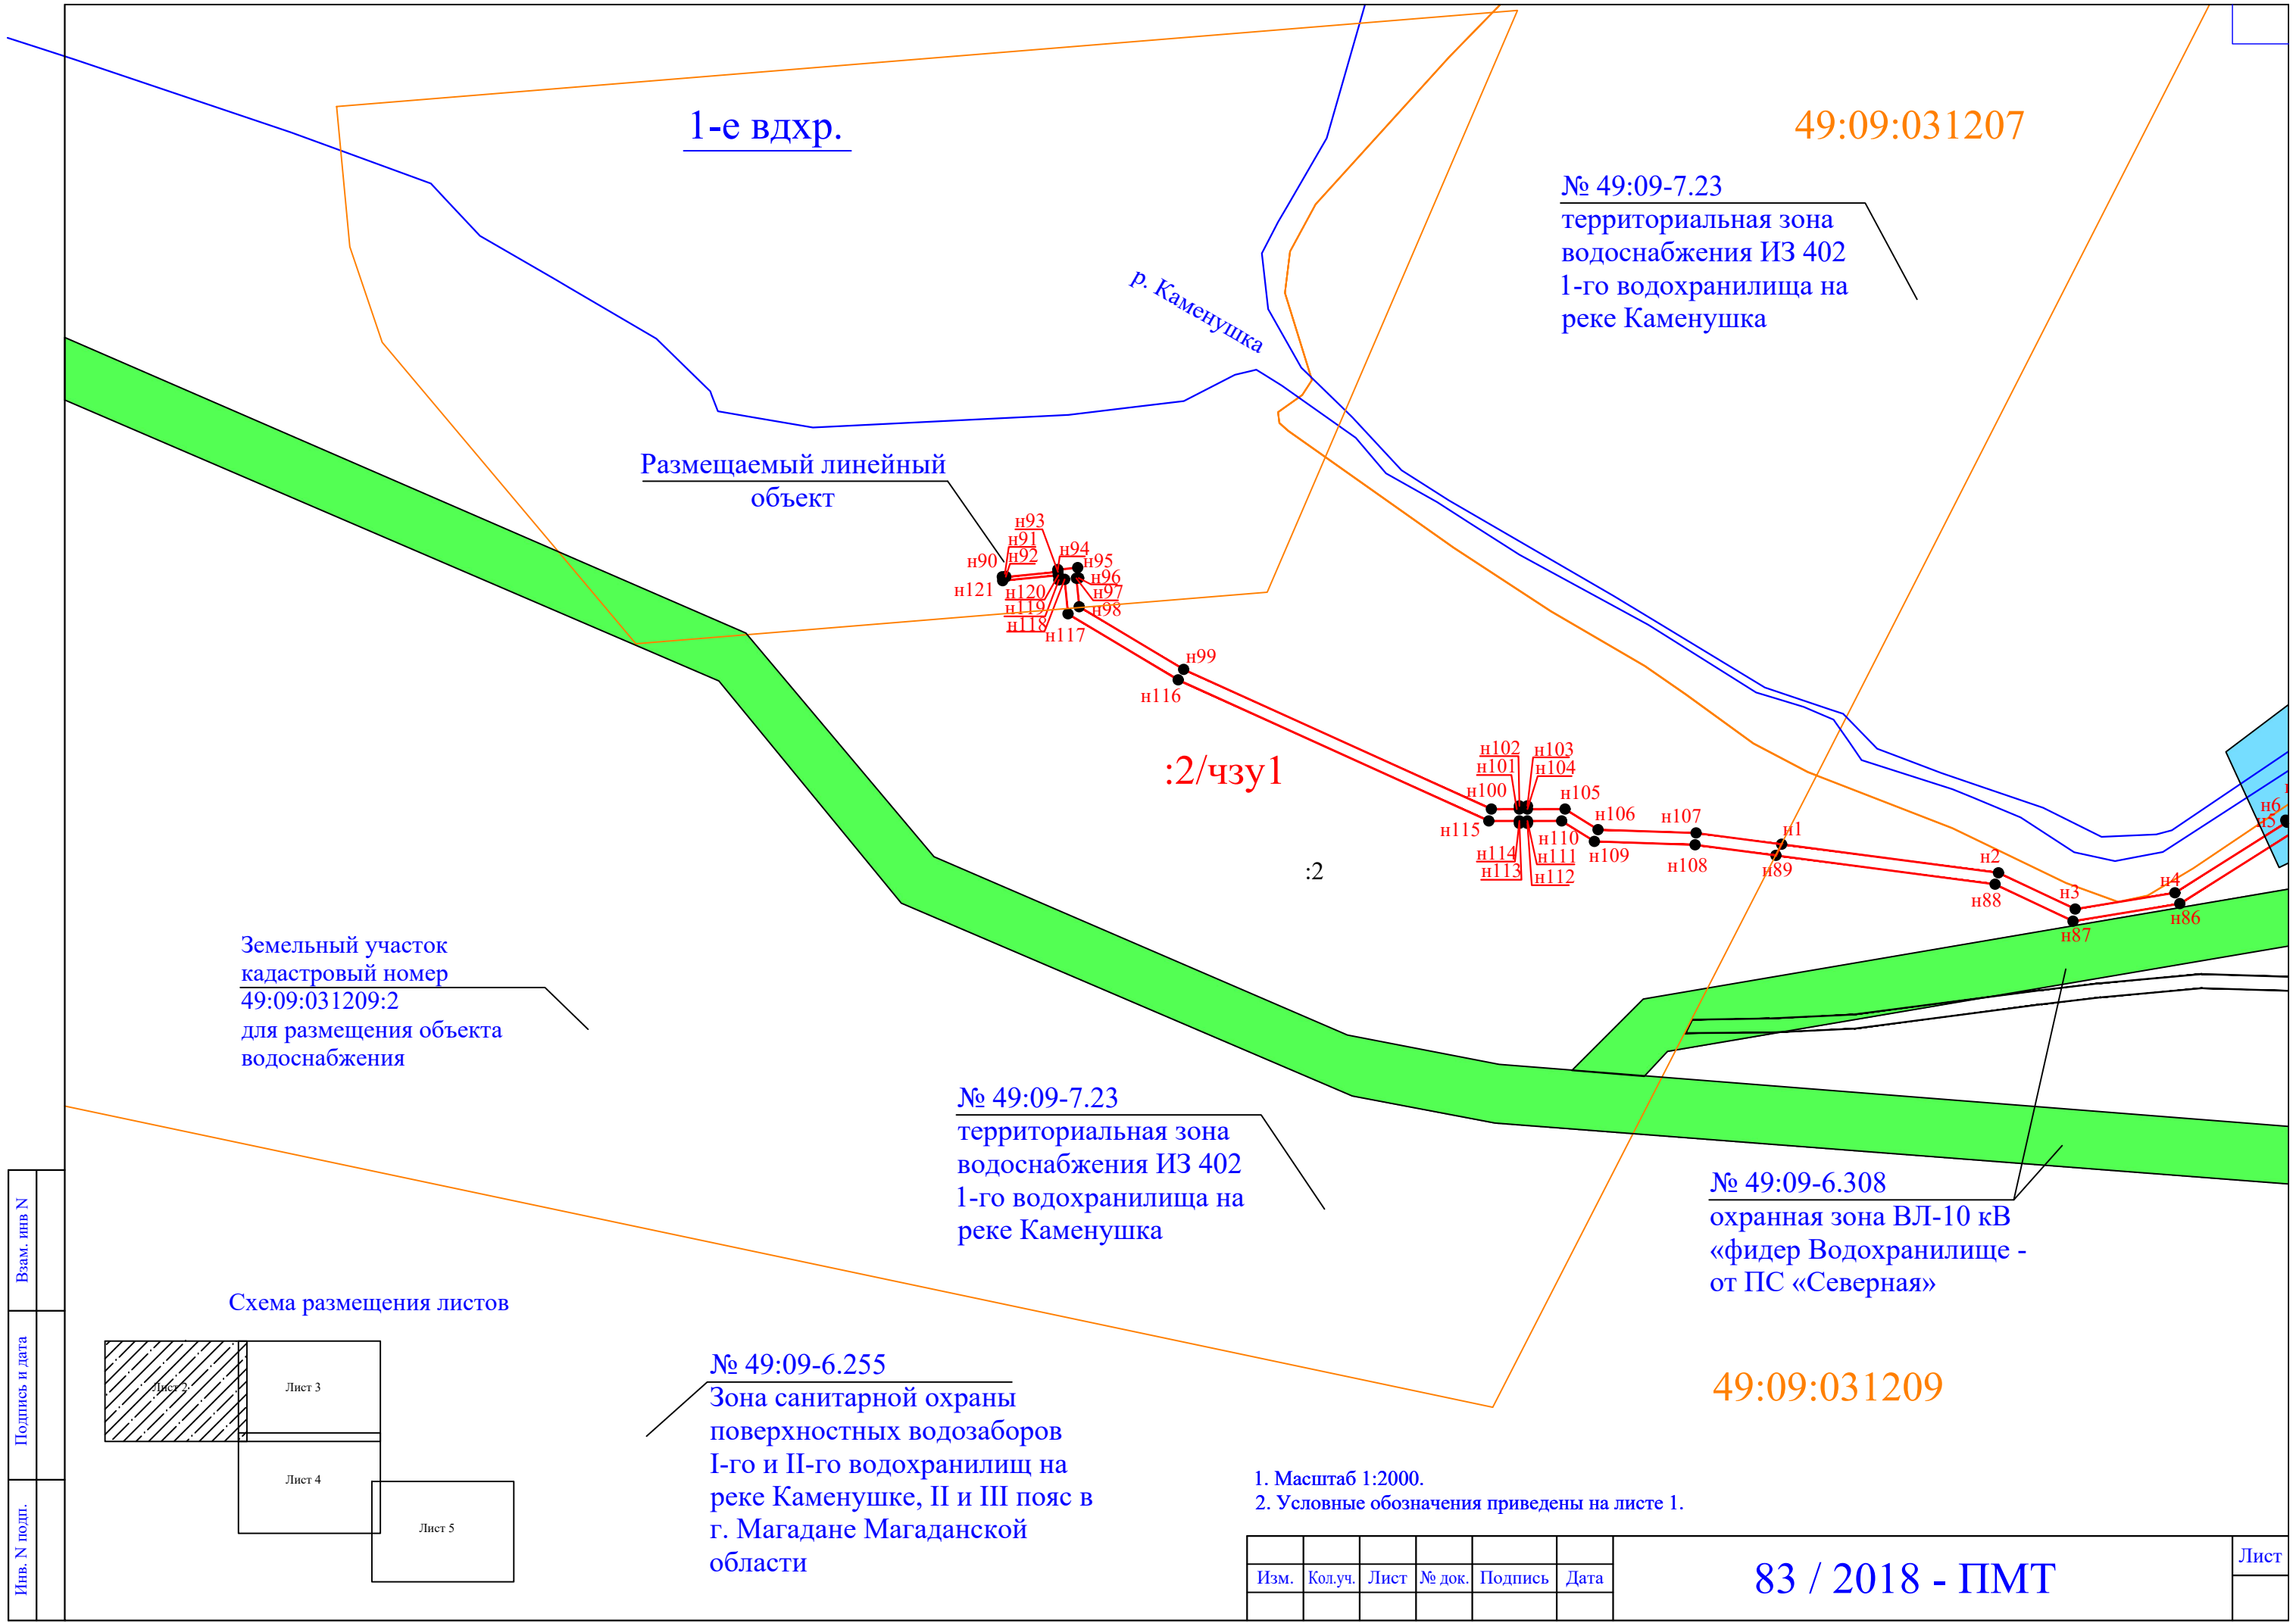 1-е вдхр.
49:09:031207
№ 49:09-7.23
территориальная зона
водоснабжения ИЗ 402
1-го водохранилища на
реке Каменушка
р. Каменушка
Размещаемый линейный
объект
н93
н91
н92
н90
н121
н94
н95
н96
н97
н98
н120
н119
н118
н117
н99
н116
:2/чзу1
н102
н101
н100
н103
н104
н105
н106
н107
н1
н115
н114
н113
н110
н111
н112
н109
н108
н89
н2
н88
н3
н87
н4
н86
н6
н5
:2
Земельный участок
кадастровый номер
49:09:031209:2
для размещения объекта
водоснабжения
№ 49:09-7.23
территориальная зона
водоснабжения ИЗ 402
1-го водохранилища на
реке Каменушка
№ 49:09-6.308
охранная зона ВЛ-10 кВ
«фидер Водохранилище -
от ПС «Северная»
Схема размещения листов
Лист 2
Лист 3
Лист 4
Лист 5
№ 49:09-6.255
Зона санитарной охраны
поверхностных водозаборов
I-го и II-го водохранилищ на
реке Каменушке, II и III пояс в
г. Магадане Магаданской
области
49:09:031209
1. Масштаб 1:2000.
2. Условные обозначения приведены на листе 1.
Взам. инв N
Подпись и дата
Инв. N подп.
Изм. Кол.уч. Лист № док. Подпись Дата
83 / 2018 - ПМТ
Лист